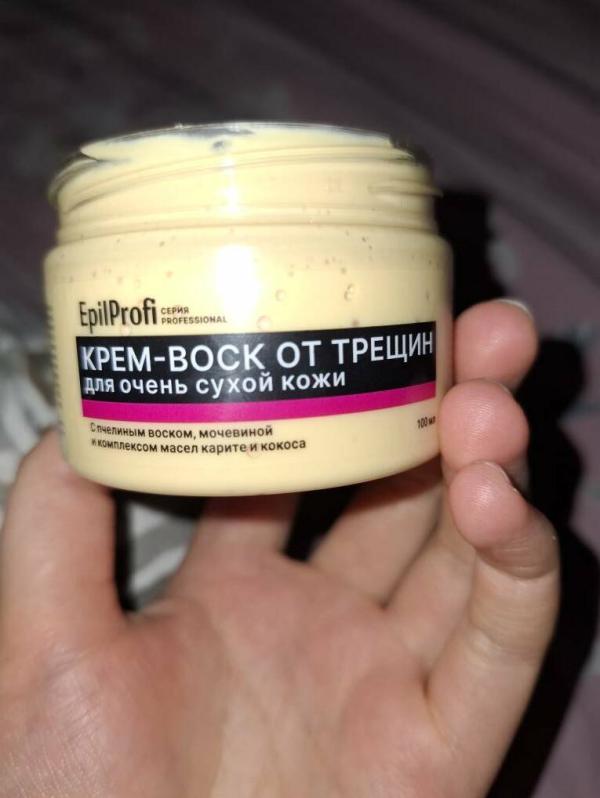 EpilProfi СЕРИЯ
PROFESSIONAL
КРЕМ-ВОСК ОТ ТРЕЩИН
для очень сухой кожи
С пчелиным воском, мочевиной
и комплексом масел карите и кокоса
100 мл